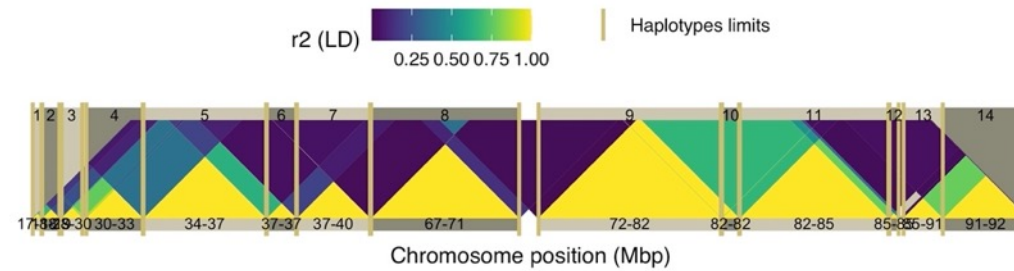 r2 (LD)
0.25 0.50 0.75 1.00
Haplotypes limits
1 2 3 4 5 6 7 8 9 10 11 12 13 14
30-33 34-37 37-37 37-40 67-71 72-82 82-82 82-85 91-92
Chromosome position (Mbp)